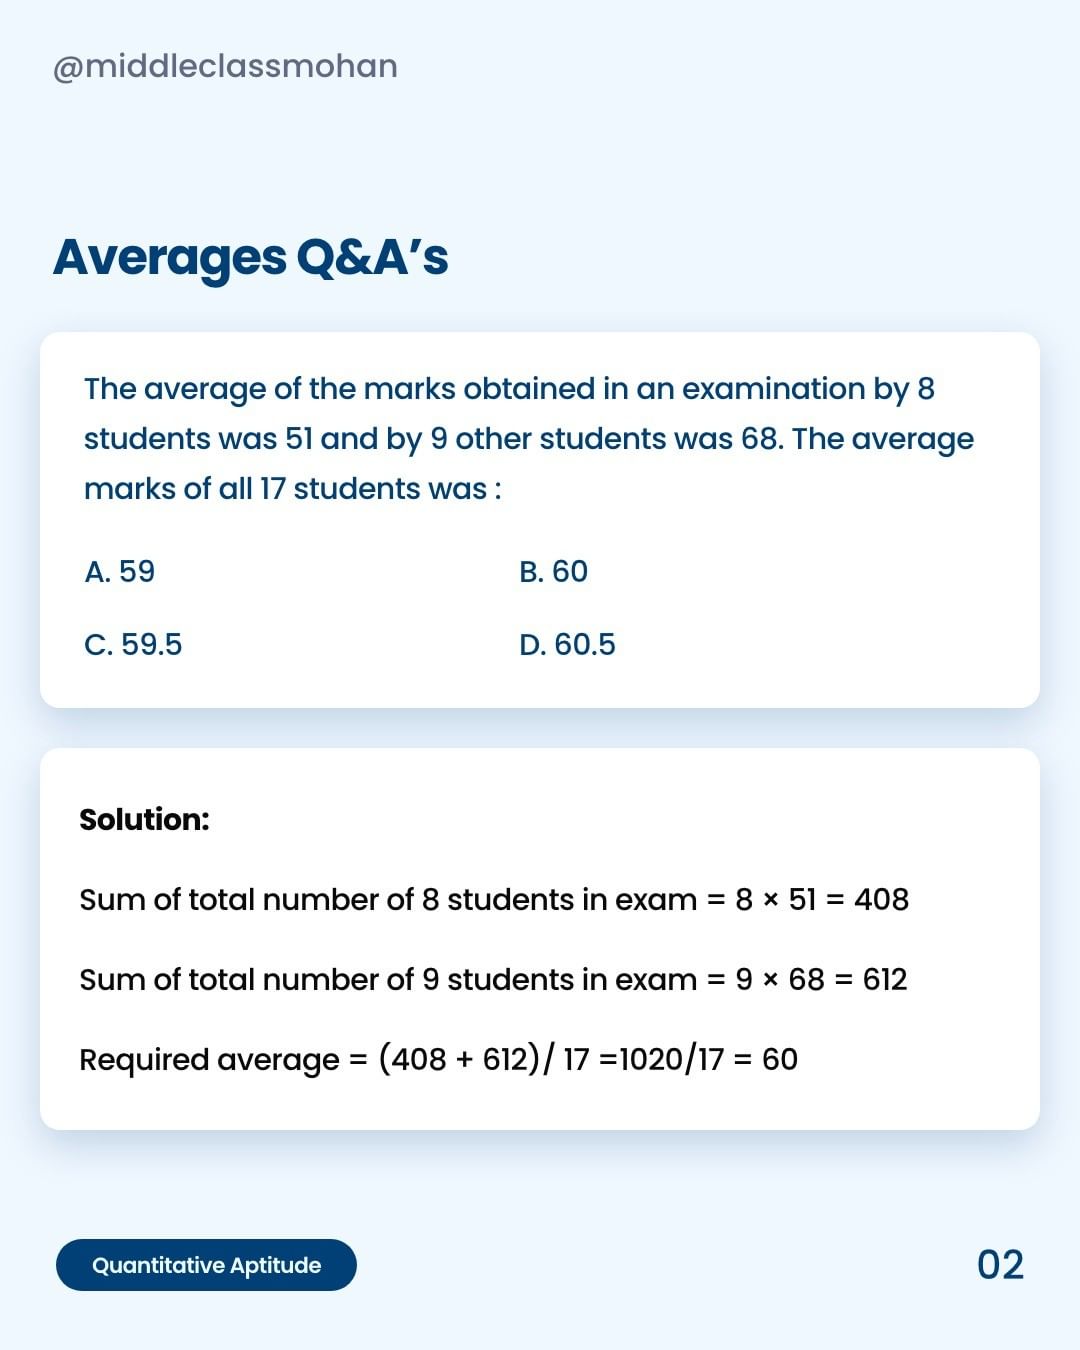 @middleclassmohan
Averages Q&A’s
The average of the marks obtained in an examination by 8
students was 51 and by 9 other students was 68. The average
marks of all 17 students was :
A. 59 B. 60
C. 59.5 D. 60.5
Solution:
Sum of total number of 8 students in exam = 8 × 51 = 408
Sum of total number of 9 students in exam = 9 × 68 = 612
Required average = (408 + 612)/ 17 =1020/17 = 60
Quantitative Aptitude 02